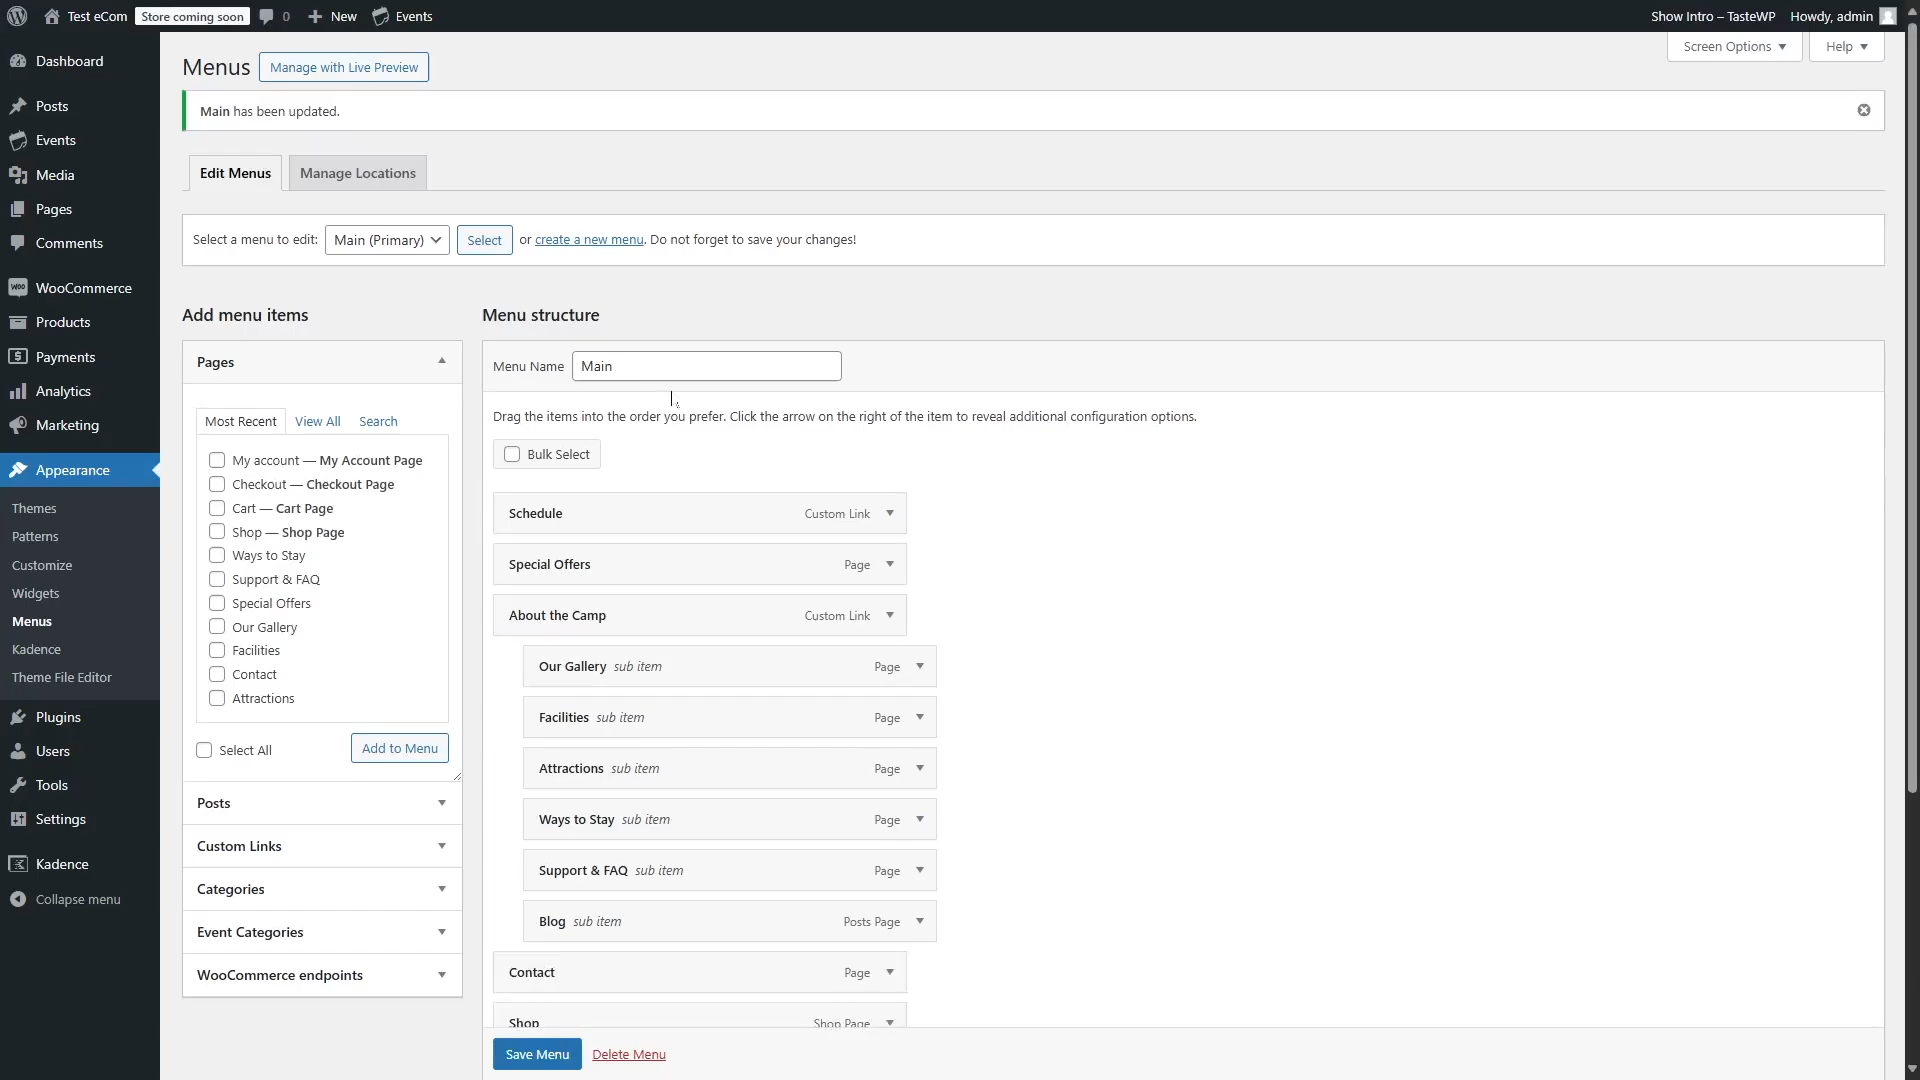 Test eCom Store coming soon 0 New Events Show Intro – TasteWP Howdy, admin
Screen Options Help
Dashboard
Posts
Events
Media
Pages
Comments
WooCommerce
Products
Payments
Analytics
Marketing
Appearance
Themes
Patterns
Customize
Widgets
Menus
Kadence
Theme File Editor
Plugins
Users
Tools
Settings
Kadence
Collapse menu
Menus Manage with Live Preview
Main has been updated.
Edit Menus Manage Locations
Select a menu to edit: Main (Primary) Select or create a new menu. Do not forget to save your changes!
Add menu items
Pages
Most Recent View All Search
My account — My Account Page
Checkout — Checkout Page
Cart — Cart Page
Shop — Shop Page
Ways to Stay
Support & FAQ
Special Offers
Our Gallery
Facilities
Contact
Attractions
Select All Add to Menu
Posts
Custom Links
Categories
Event Categories
WooCommerce endpoints
Menu structure
Menu Name Main
Drag the items into the order you prefer. Click the arrow on the right of the item to reveal additional configuration options.
Bulk Select
Schedule Custom Link
Special Offers Page
About the Camp Custom Link
Our Gallery sub item Page
Facilities sub item Page
Attractions sub item Page
Ways to Stay sub item Page
Support & FAQ sub item Page
Blog sub item Posts Page
Contact Page
Shop Shop Page
Save Menu Delete Menu